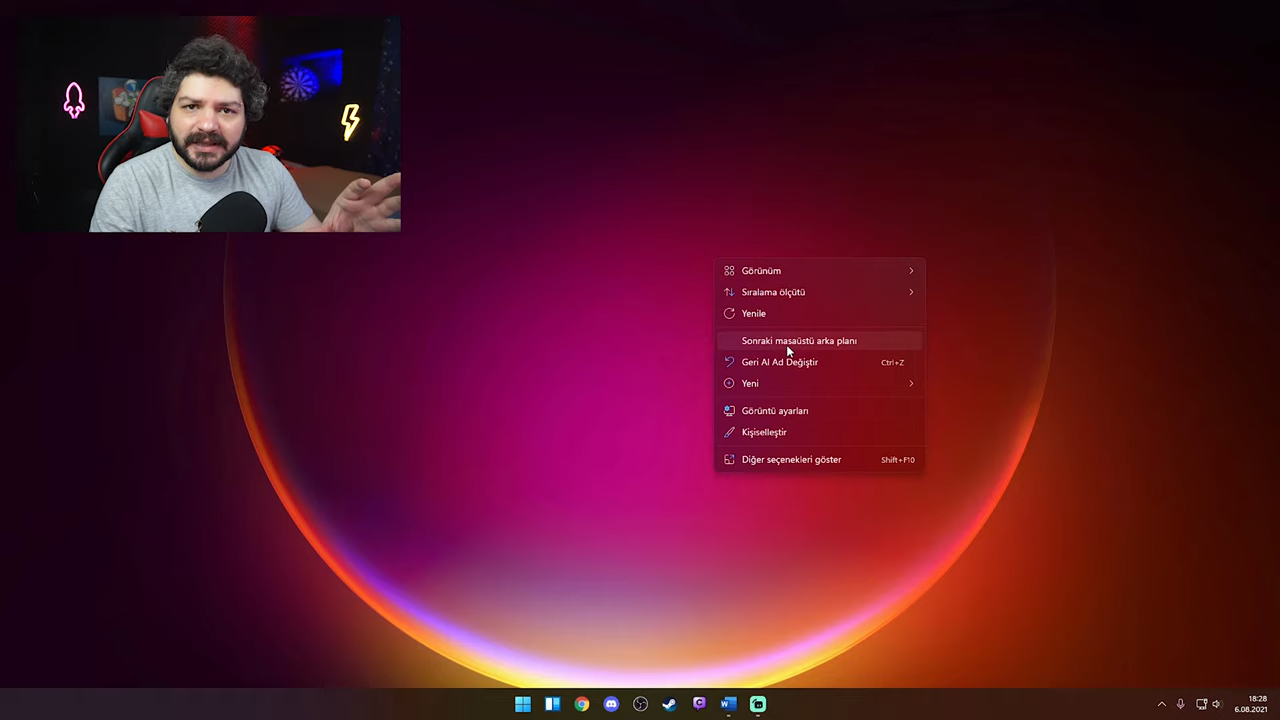 Görünüm
Sıralama ölçütü
Yenile
Sonraki masaüstü arka planı
Geri Al Ad Değiştir Ctrl+Z
Yeni
Görüntü ayarları
Kişiselleştir
Diğer seçenekleri göster Shift+F10
18:28
6.08.2021